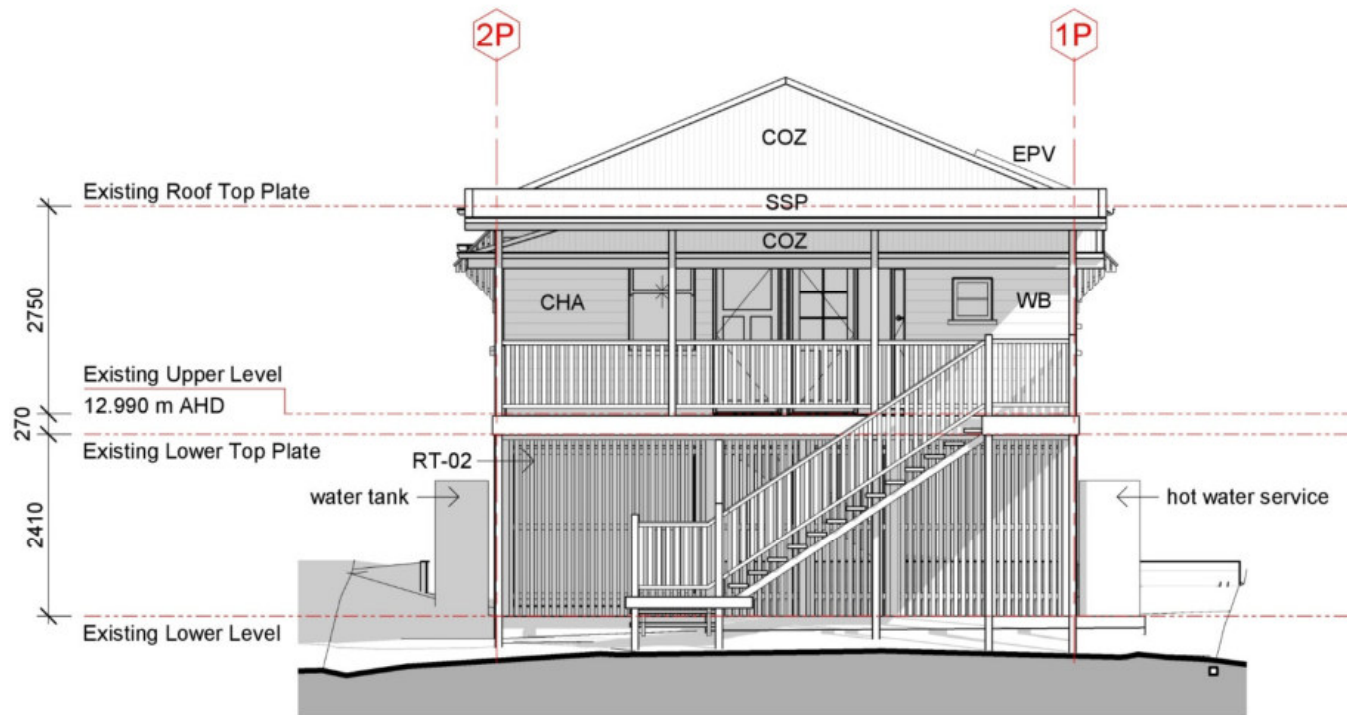 2P
1P
COZ
EPV
Existing Roof Top Plate
SSP
COZ
CHA
WB
2750
Existing Upper Level
12.990 m AHD
270
Existing Lower Top Plate
RT-02
water tank
hot water service
2410
Existing Lower Level